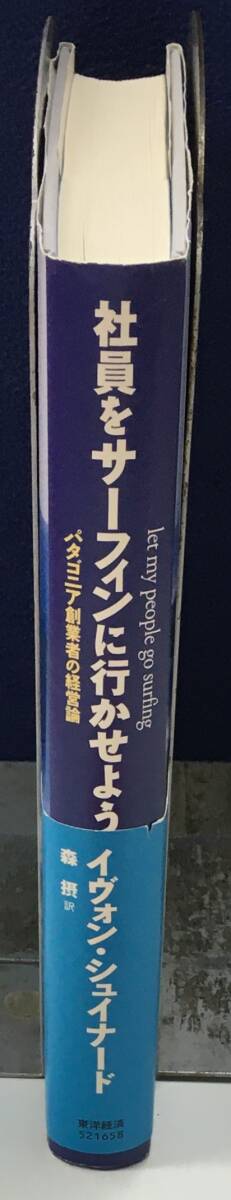 社員をサーフィンに行かせよう
let my people go surfing
パタゴニア創業者の経営論
イヴォン・シュイナード
森 摂 訳
東洋経済
521658